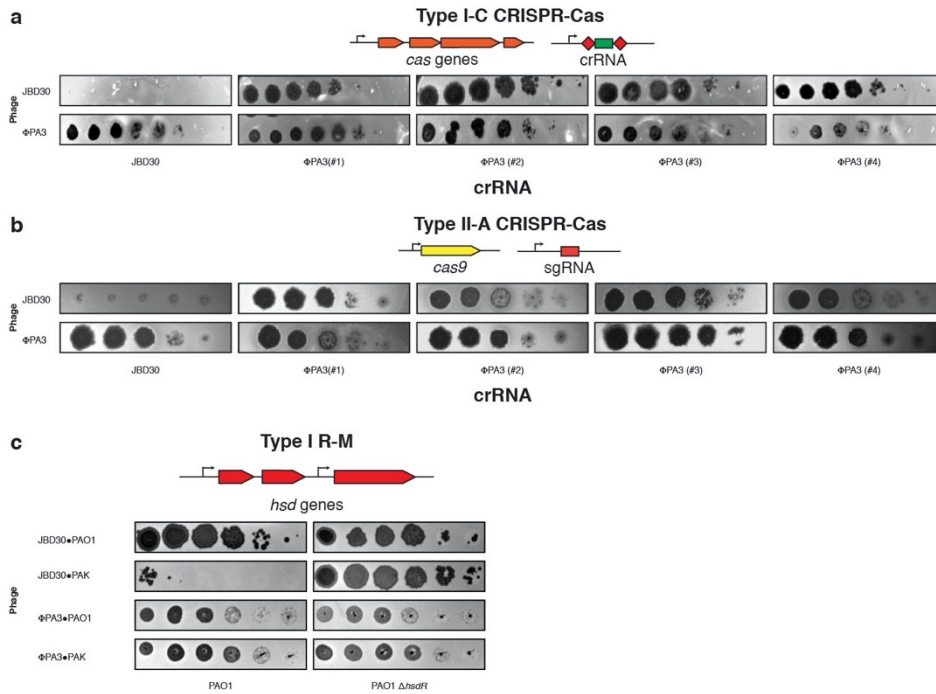 a
Type I-C CRISPR-Cas
cas genes
crRNA
Phage
JBD30
ΦPA3
JBD30
ΦPA3(#1)
ΦPA3 (#2)
ΦPA3 (#3)
ΦPA3 (#4)
crRNA
b
Type II-A CRISPR-Cas
cas9
sgRNA
Phage
JBD30
ΦPA3
JBD30
ΦPA3(#1)
ΦPA3 (#2)
ΦPA3 (#3)
ΦPA3 (#4)
crRNA
c
Type I R-M
hsd genes
Phage
JBD30●PAO1
JBD30●PAK
ΦPA3●PAO1
ΦPA3●PAK
PAO1
PAO1 ΔhsdR